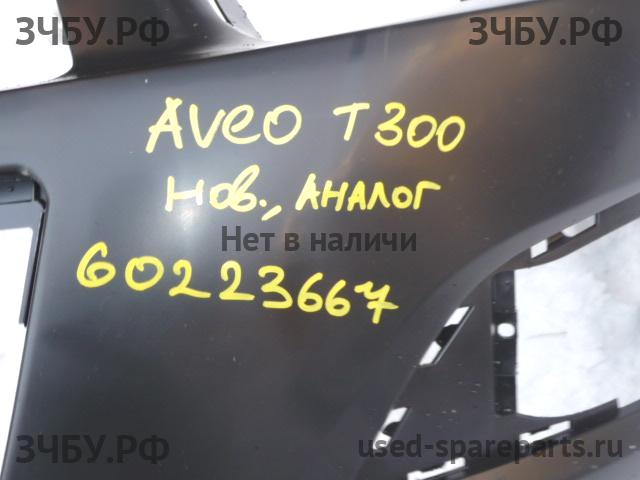 ЗЧБУ.РФ ЗЧБУ.РФ
AVEO T300
Нов., АНАЛОГ
Нет в наличи
60223667
ЗЧБУ.РФ used-spareparts.ru